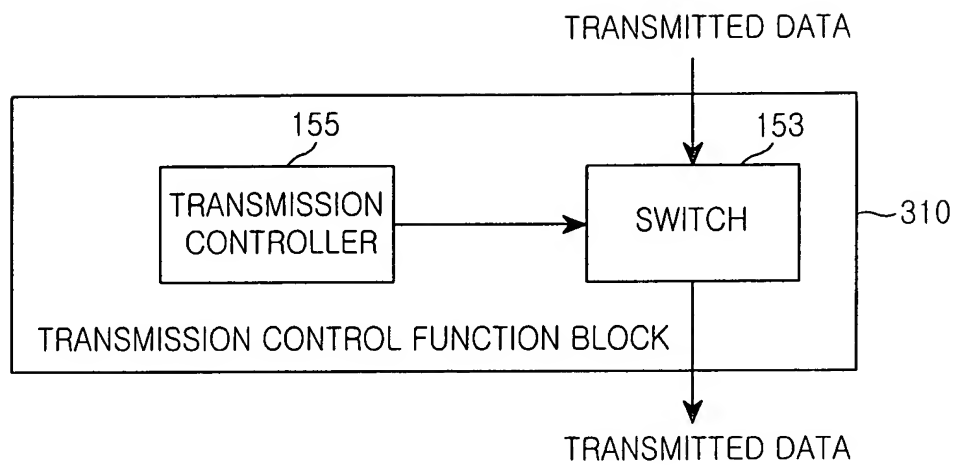 TRANSMITTED DATA
155
153
TRANSMISSION
CONTROLLER
SWITCH
310
TRANSMISSION CONTROL FUNCTION BLOCK
TRANSMITTED DATA